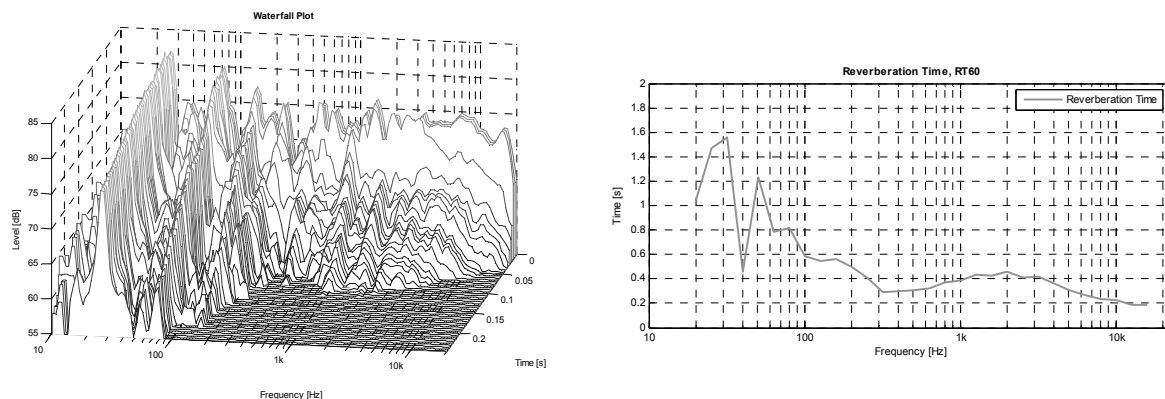 Waterfall Plot
85
80
75
70
65
60
55
Level [dB]
10
100
1k
10k
Frequency [Hz]
0
0.05
0.1
0.15
0.2
Time [s]
Reverberation Time, RT60
2
1.8
1.6
1.4
1.2
1
0.8
0.6
0.4
0.2
0
Time [s]
10
100
1k
10k
Frequency [Hz]
Reverberation Time